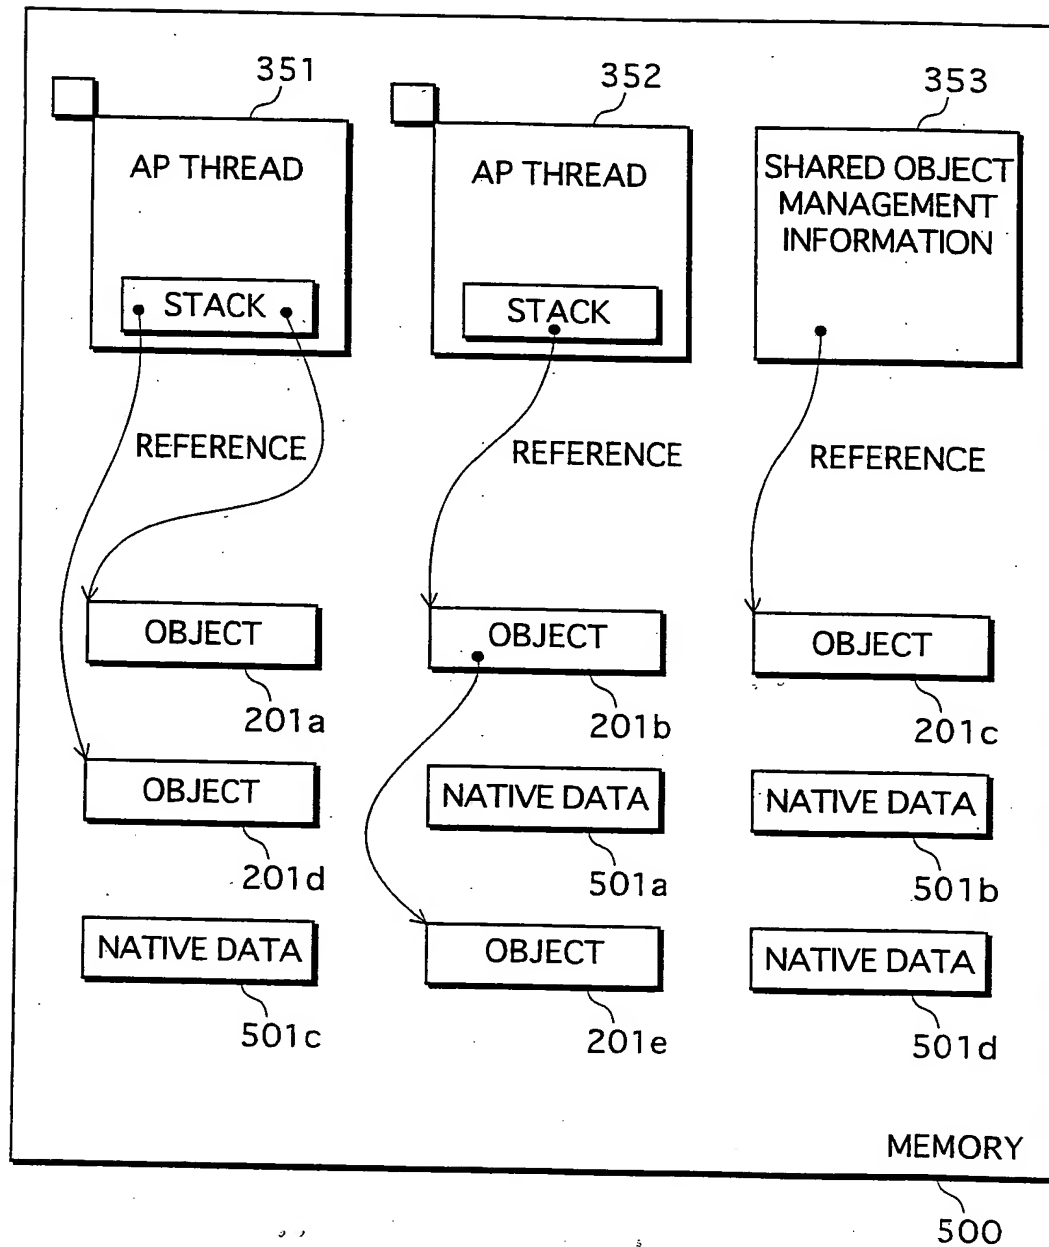 351
352
353
AP THREAD
AP THREAD
SHARED OBJECT
MANAGEMENT
INFORMATION
STACK
STACK
REFERENCE
REFERENCE
REFERENCE
OBJECT
OBJECT
OBJECT
201a
201b
201c
OBJECT
NATIVE DATA
NATIVE DATA
201d
501a
501b
NATIVE DATA
OBJECT
NATIVE DATA
501c
201e
501d
MEMORY
500